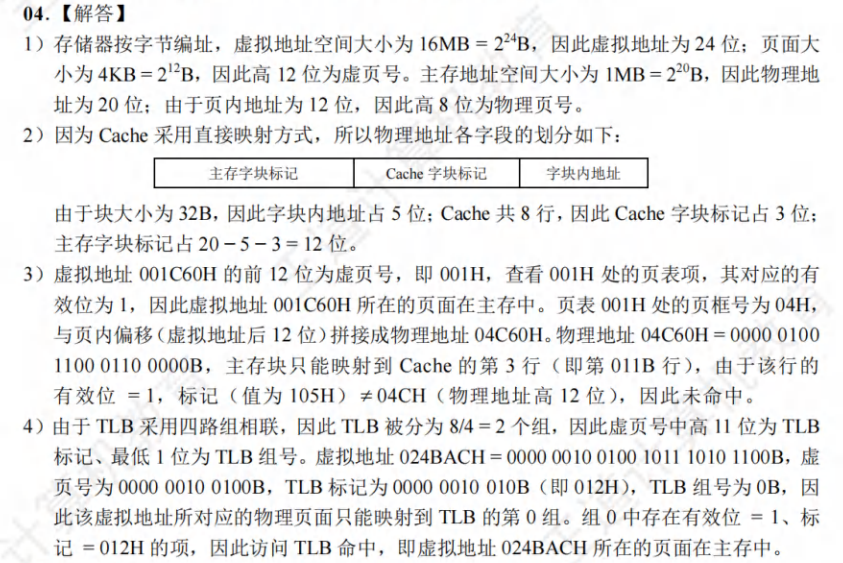 04.【解答】
1）存储器按字节编址，虚拟地址空间大小为 16MB = 2²⁴B，因此虚拟地址为 24 位；页面大
小为 4KB = 2¹²B，因此高 12 位为虚页号。主存地址空间大小为 1MB = 2²⁰B，因此物理地
址为 20 位；由于页内地址为 12 位，因此高 8 位为物理页号。
2）因为 Cache 采用直接映射方式，所以物理地址各字段的划分如下：
主存字块标记 Cache 字块标记 字块内地址
由于块大小为 32B，因此字块内地址占 5 位；Cache 共 8 行，因此 Cache 字块标记占 3 位；
主存字块标记占 20 − 5 − 3 = 12 位。
3）虚拟地址 001C60H 的前 12 位为虚页号，即 001H，查看 001H 处的页表项，其对应的有
效位为 1，因此虚拟地址 001C60H 所在的页面在主存中。页表 001H 处的页框号为 04H，
与页内偏移（虚拟地址后 12 位）拼接成物理地址 04C60H。物理地址 04C60H = 0000 0100
1100 0110 0000B，主存块只能映射到 Cache 的第 3 行（即第 011B 行），由于该行的
有效位 = 1，标记（值为 105H）≠ 04CH（物理地址高 12 位），因此未命中。
4）由于 TLB 采用四路组相联，因此 TLB 被分为 8/4 = 2 个组，因此虚页号中高 11 位为 TLB
标记、最低 1 位为 TLB 组号。虚拟地址 024BACH = 0000 0010 0100 1011 1010 1100B，虚
页号为 0000 0010 0100B，TLB 标记为 0000 0010 010B（即 012H），TLB 组号为 0B，因
此该虚拟地址所对应的物理页面只能映射到 TLB 的第 0 组。组 0 中存在有效位 = 1、标
记 = 012H 的项，因此访问 TLB 命中，即虚拟地址 024BACH 所在的页面在主存中。